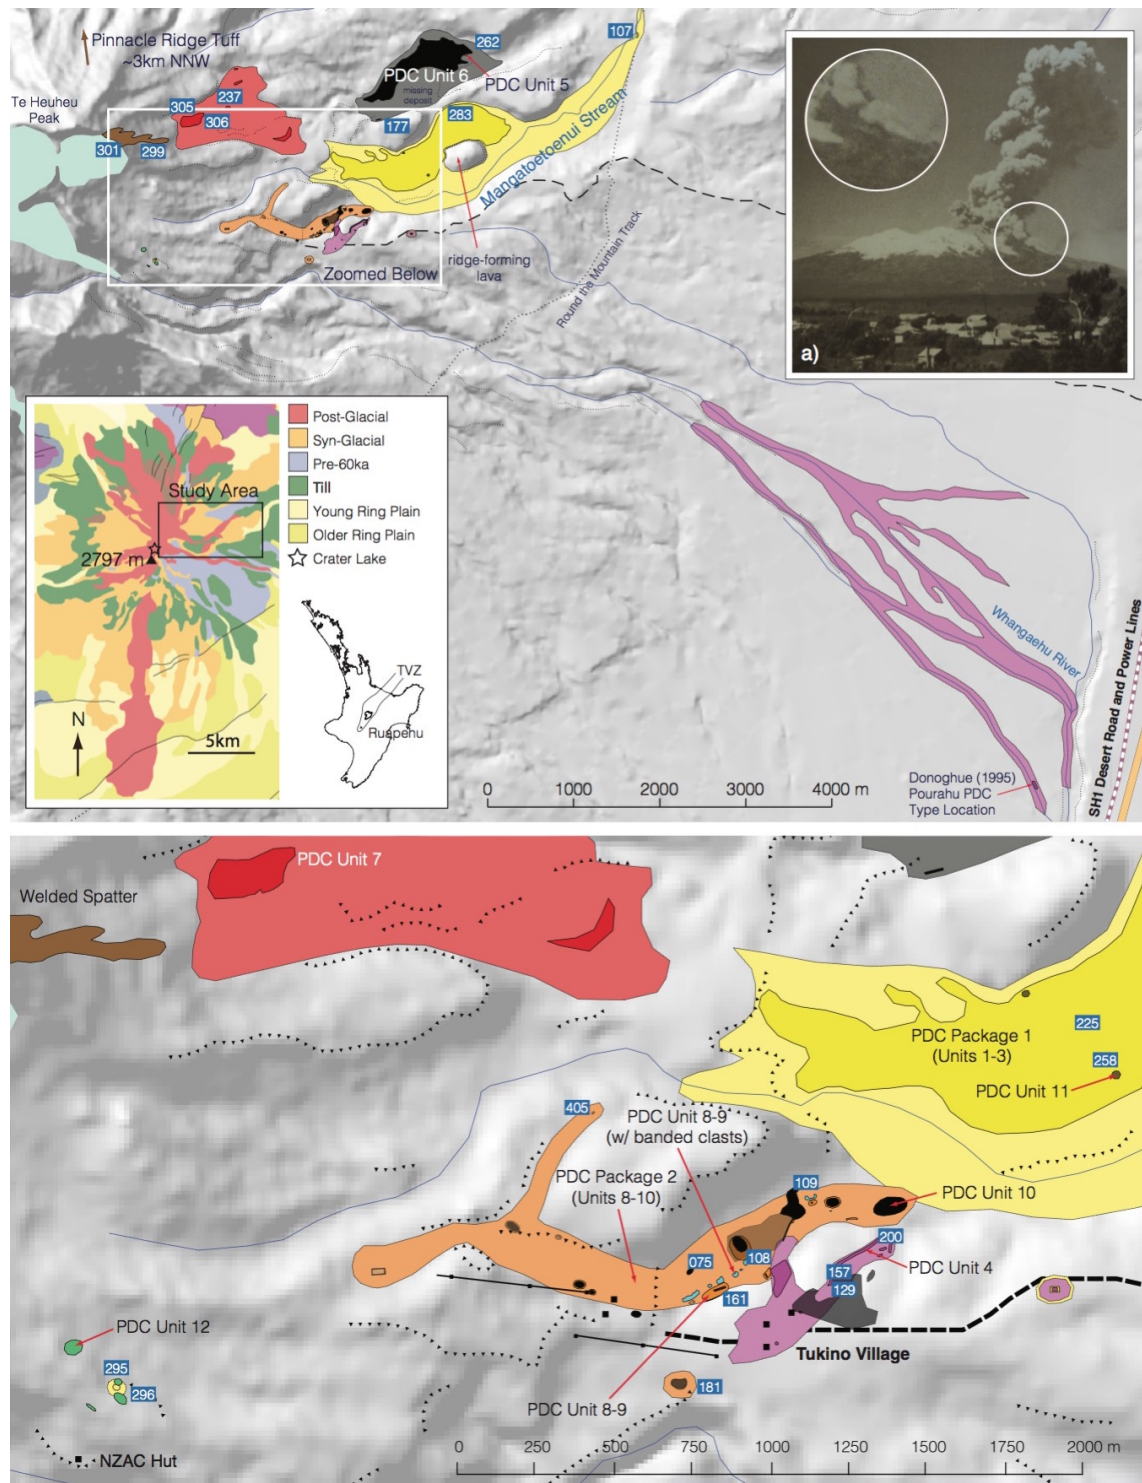 Pinnacle Ridge Tuff
~3km NNW
Te Heuheu
Peak
107
262
PDC Unit 6
PDC Unit 5
missing
deposit
237
305
306
177
283
301
299
Mangatoetoenui Stream
ridge-forming
lava
Zoomed Below
Round the Mountain Track
a)
Post-Glacial
Syn-Glacial
Pre-60ka
Till
Young Ring Plain
Older Ring Plain
Crater Lake
Study Area
2797 m
N
5km
TVZ
Ruapehu
Whangaehu River
SH1 Desert Road and Power Lines
Donoghue (1995)
Pourahu PDC
Type Location
0 1000 2000 3000 4000 m
PDC Unit 7
Welded Spatter
PDC Package 1
(Units 1-3)
225
258
PDC Unit 11
405
PDC Unit 8-9
(w/ banded clasts)
PDC Package 2
(Units 8-10)
109
PDC Unit 10
200
075
108
157
PDC Unit 4
129
161
PDC Unit 12
Tukino Village
295
296
181
PDC Unit 8-9
NZAC Hut
0 250 500 750 1000 1250 1500 1750 2000 m